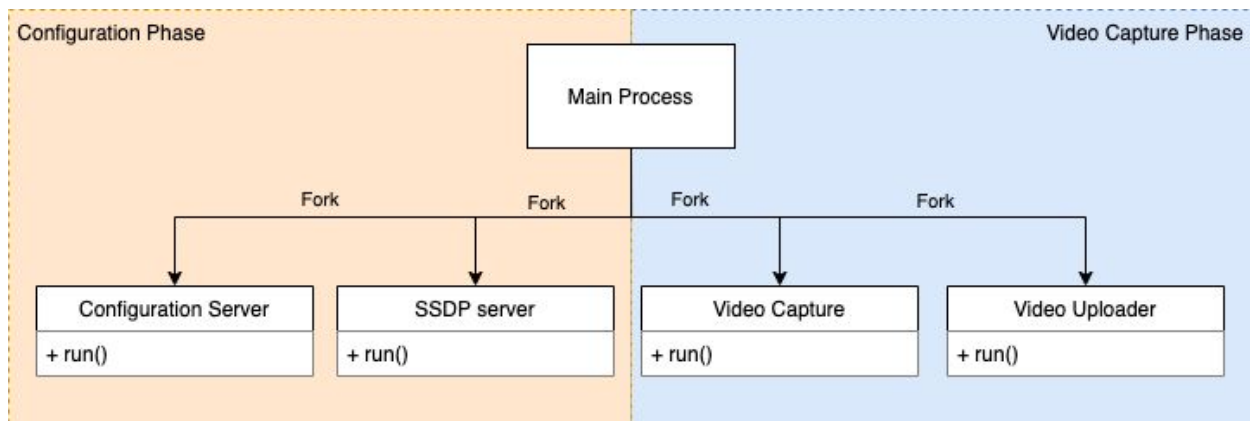 Configuration Phase
Video Capture Phase
Main Process
Fork
Fork
Fork
Fork
Configuration Server
SSDP server
Video Capture
Video Uploader
+ run()
+ run()
+ run()
+ run()